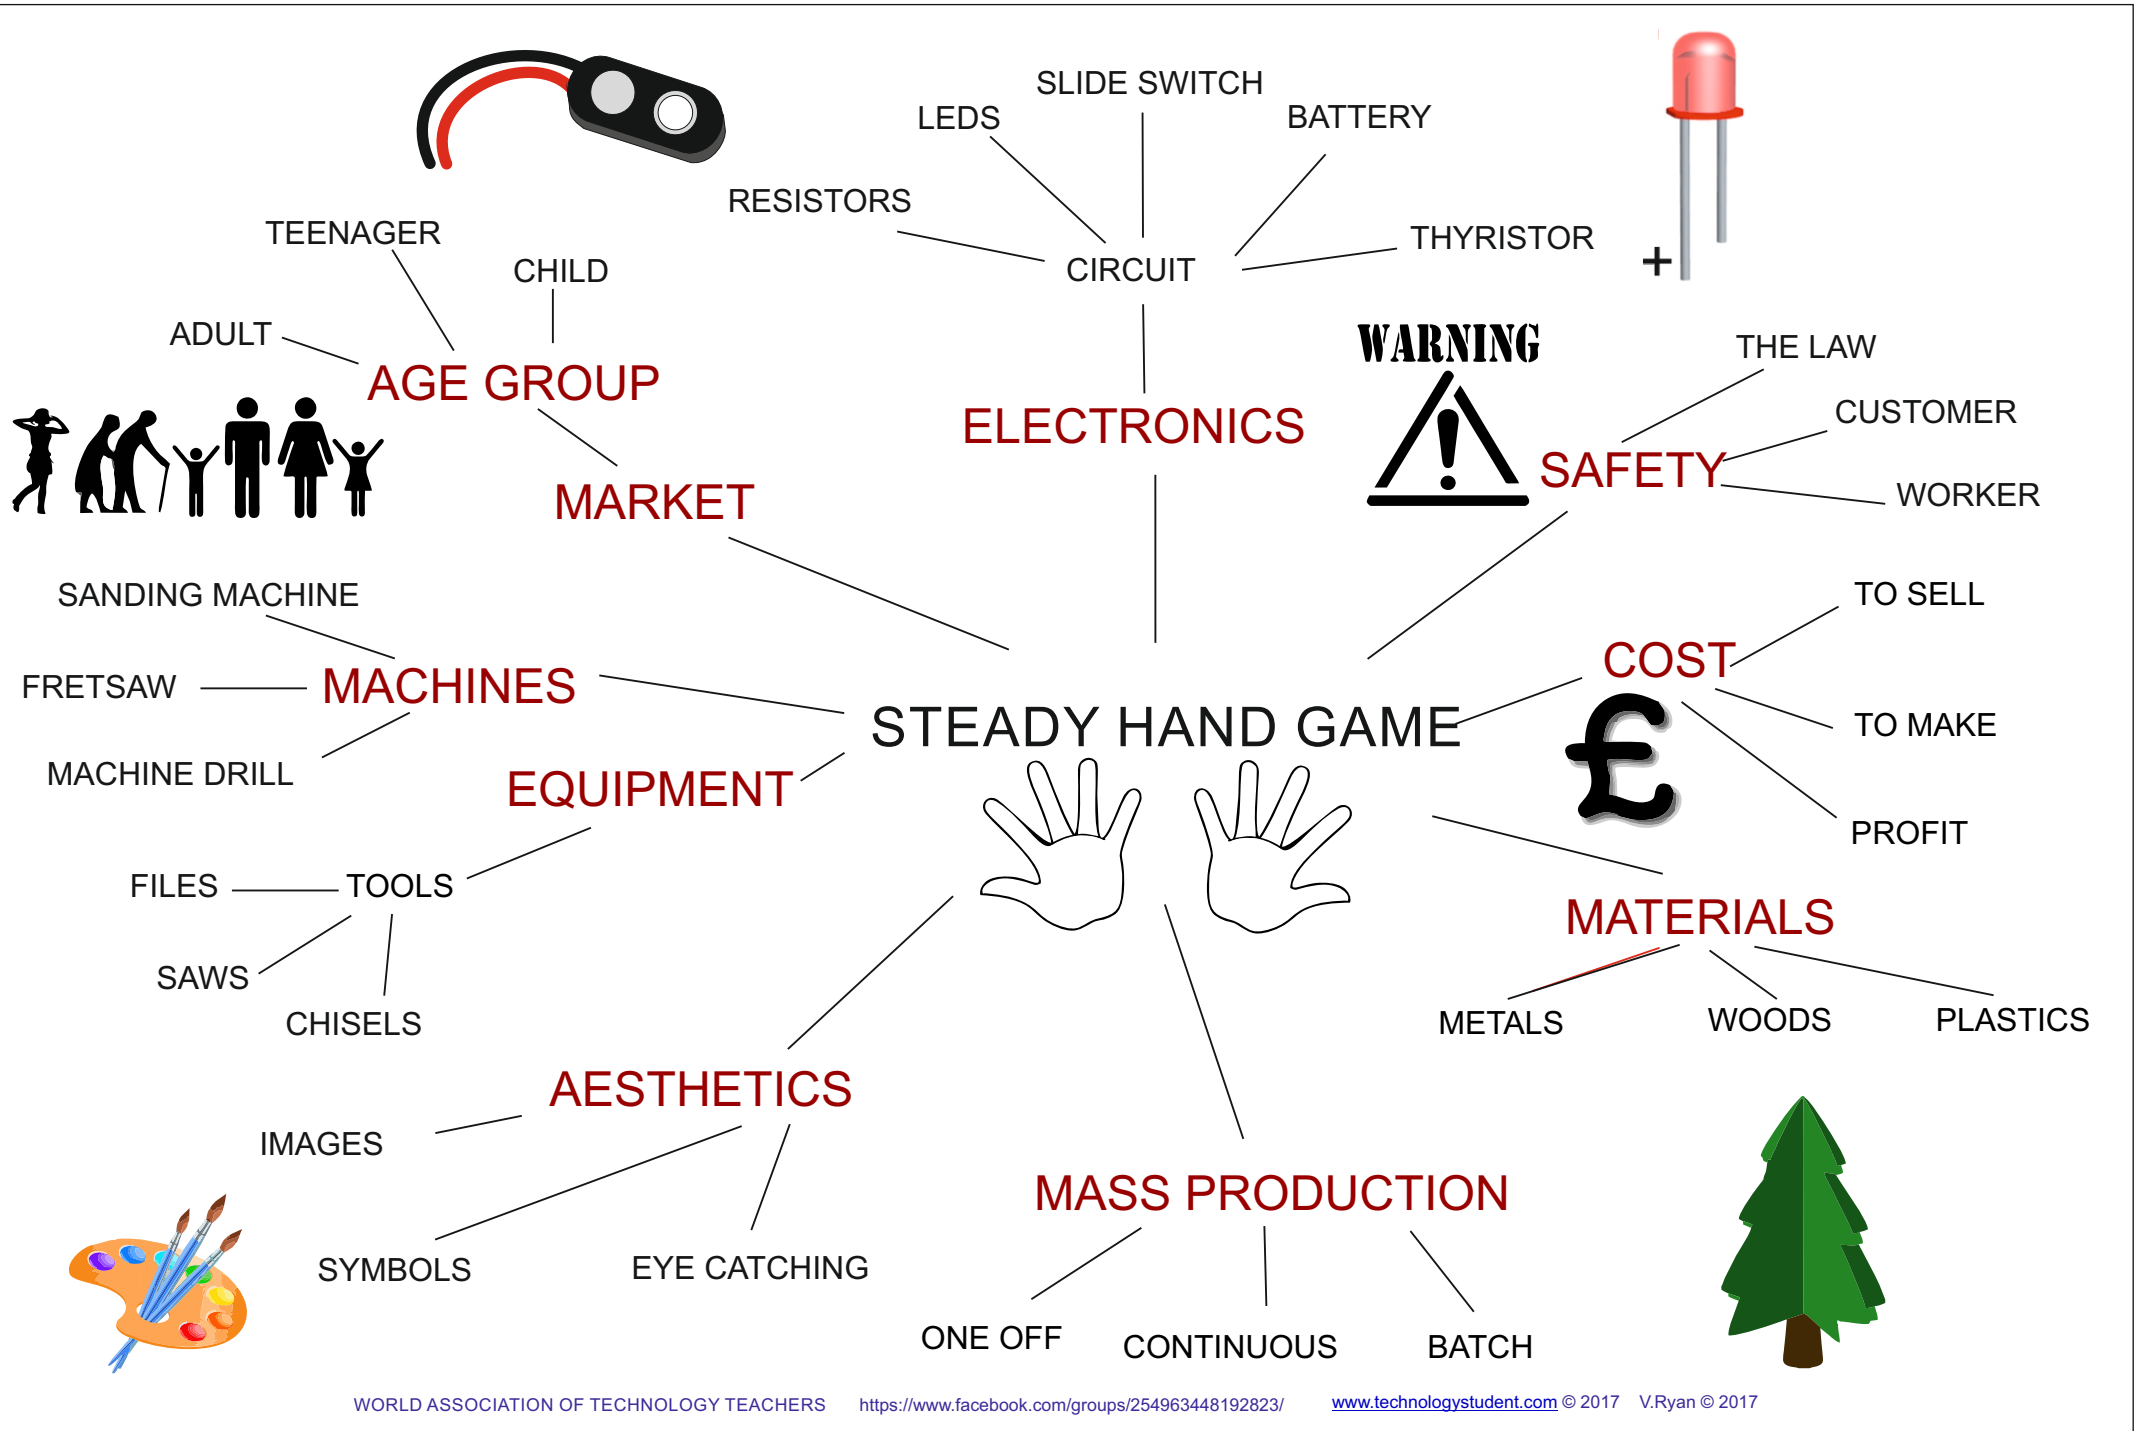 SLIDE SWITCH
LEDS
BATTERY
RESISTORS
THYRISTOR
CIRCUIT
ELECTRONICS
TEENAGER
CHILD
ADULT
AGE GROUP
MARKET
WARNING
!
+
THE LAW
CUSTOMER
SAFETY
WORKER
SANDING MACHINE
FRETSAW
MACHINES
MACHINE DRILL
STEADY HAND GAME
TO SELL
COST
£
TO MAKE
PROFIT
EQUIPMENT
FILES
TOOLS
SAWS
CHISELS
MATERIALS
METALS
WOODS
PLASTICS
AESTHETICS
IMAGES
SYMBOLS
EYE CATCHING
MASS PRODUCTION
ONE OFF
CONTINUOUS
BATCH
WORLD ASSOCIATION OF TECHNOLOGY TEACHERS https://www.facebook.com/groups/254963448192823/ www.technologystudent.com © 2017 V.Ryan © 2017